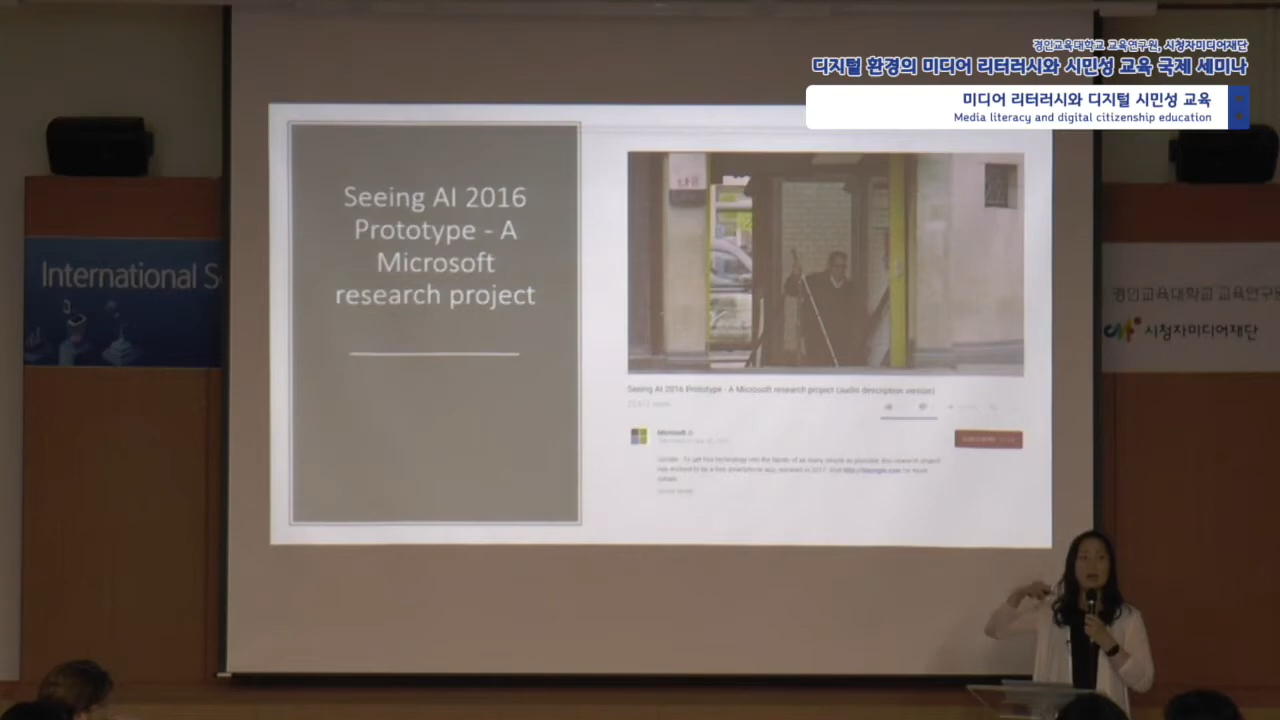 경인교육대학교 교육연구원, 시청자미디어재단
디지털 환경의 미디어 리터러시와 시민성 교육 국제 세미나
미디어 리터러시와 디지털 시민성 교육
Media literacy and digital citizenship education
Seeing AI 2016
Prototype - A
Microsoft
research project
Seeing AI 2016 Prototype - A Microsoft research project (audio description version)
Microsoft
International S
경인교육대학교 교육연구원
시청자미디어재단